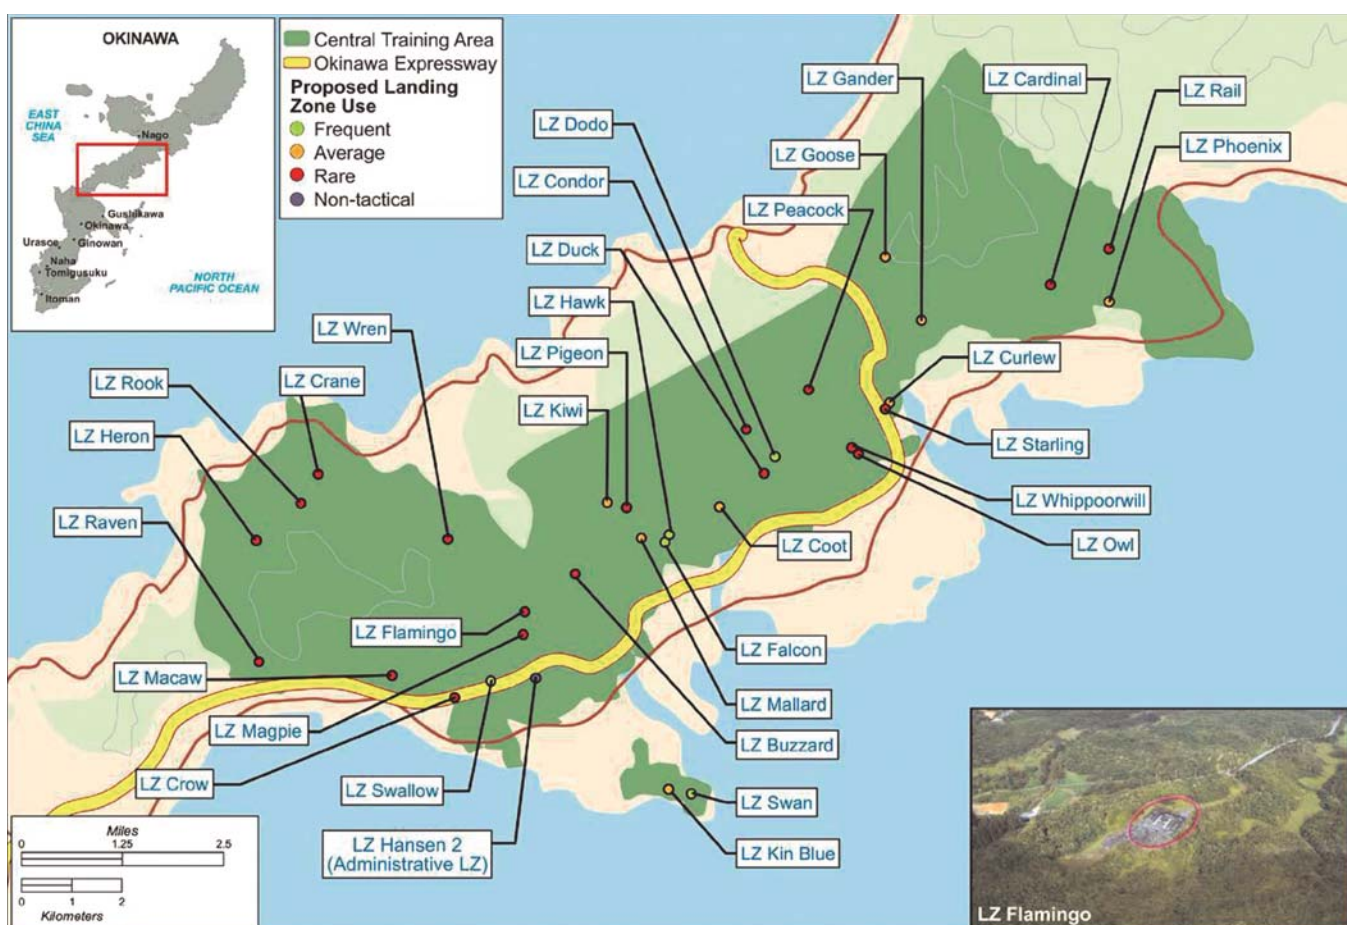 OKINAWA
EAST
CHINA
SEA
Nago
Gushikawa
Okinawa
Urasoe
Ginowan
Naha
Tomigusuku
Itoman
NORTH
PACIFIC OCEAN
Central Training Area
Okinawa Expressway
Proposed Landing
Zone Use
Frequent
Average
Rare
Non-tactical
LZ Gander
LZ Cardinal
LZ Rail
LZ Dodo
LZ Goose
LZ Phoenix
LZ Condor
LZ Peacock
LZ Duck
LZ Hawk
LZ Wren
LZ Pigeon
LZ Curlew
LZ Rook
LZ Crane
LZ Kiwi
LZ Heron
LZ Starling
LZ Whippoorwill
LZ Raven
LZ Coot
LZ Owl
LZ Flamingo
LZ Falcon
LZ Macaw
LZ Mallard
LZ Magpie
LZ Buzzard
LZ Crow
LZ Swallow
LZ Swan
LZ Hansen 2
(Administrative LZ)
LZ Kin Blue
Miles
0 1.25 2.5
0 1 2
Kilometers
LZ Flamingo